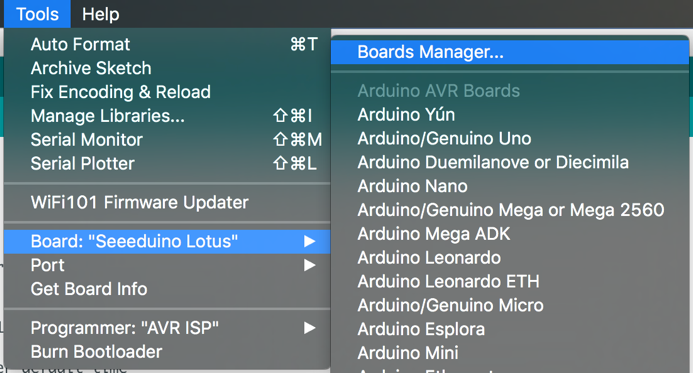 Tools Help
Auto Format ⌘T
Archive Sketch
Fix Encoding & Reload
Manage Libraries... ⇧⌘I
Serial Monitor ⇧⌘M
Serial Plotter ⇧⌘L
WiFi101 Firmware Updater
Board: "Seeeduino Lotus" ▶
Port ▶
Get Board Info
Programmer: "AVR ISP" ▶
Burn Bootloader
Boards Manager...
Arduino AVR Boards
Arduino Yún
Arduino/Genuino Uno
Arduino Duemilanove or Diecimila
Arduino Nano
Arduino/Genuino Mega or Mega 2560
Arduino Mega ADK
Arduino Leonardo
Arduino Leonardo ETH
Arduino/Genuino Micro
Arduino Esplora
Arduino Mini